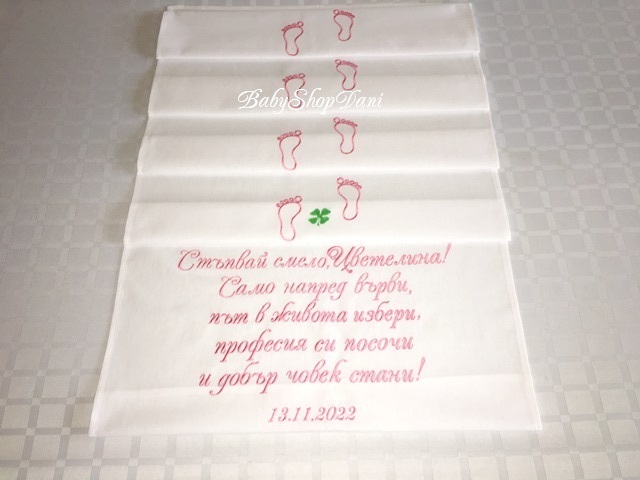 BabyShopDani
Стъпвай смело, Цветелина!
Само напред върви,
път в живота избери,
професия си посочи
и добър човек стани!
13.11.2022